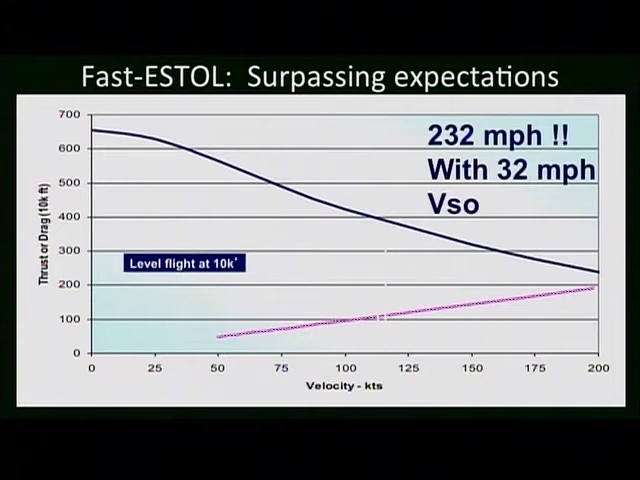 Fast-ESTOL: Surpassing expectations
232 mph !!
With 32 mph
Vso
Level flight at 10k'
Thrust or Drag (10k ft)
700
600
500
400
300
200
100
0
0 25 50 75 100 125 150 175 200
Velocity - kts